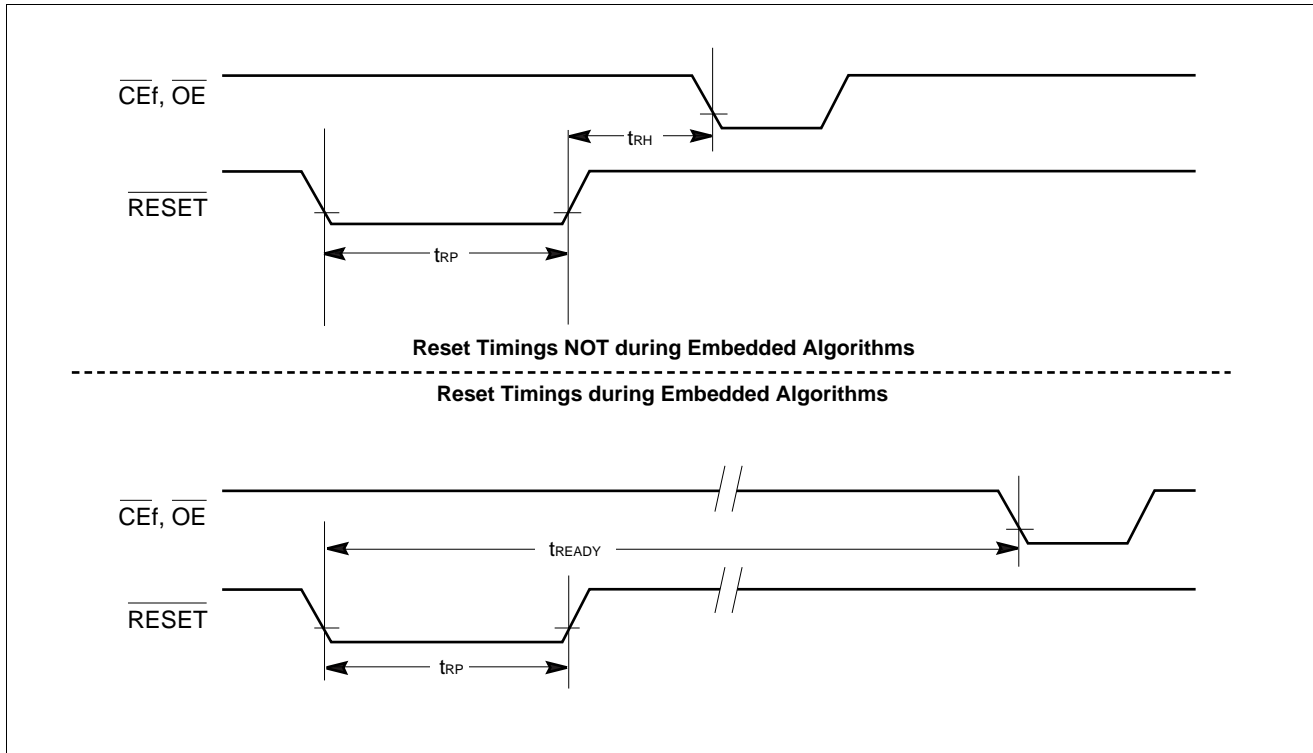 CEf, OE
tRH
RESET
tRP
Reset Timings NOT during Embedded Algorithms
Reset Timings during Embedded Algorithms
CEf, OE
tREADY
RESET
tRP